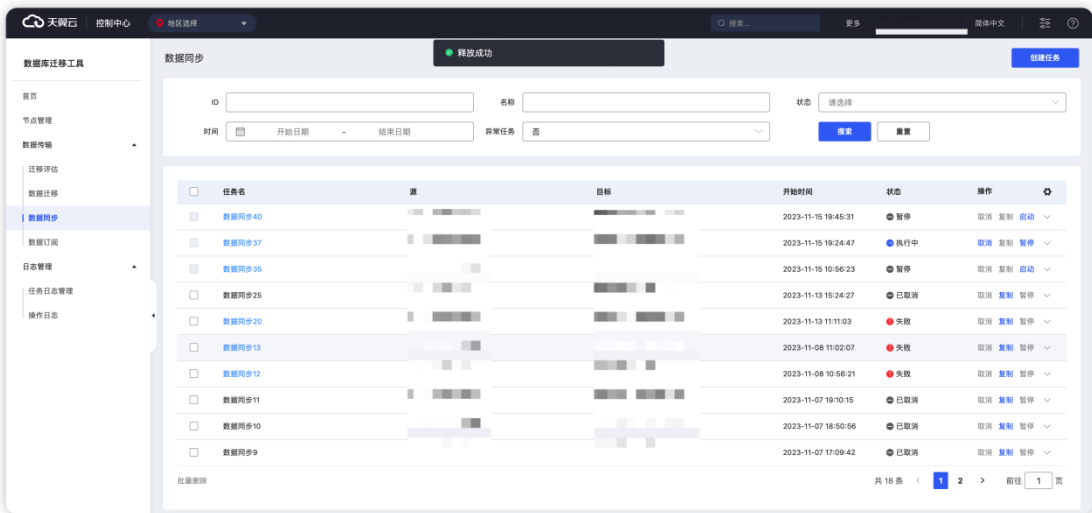 天翼云 控制中心 地区选择 搜索... 更多 简体中文
释放成功
数据库迁移工具
首页
节点管理
数据传输
迁移评估
数据迁移
数据同步
数据订阅
日志管理
任务日志管理
操作日志
数据同步 创建任务
ID 名称 状态 请选择
时间 开始日期 - 结束日期 异常任务 否 搜索 重置
任务名 源 目标 开始时间 状态 操作
数据同步40 2023-11-15 19:45:31 暂停 取消 复制 启动
数据同步37 2023-11-15 19:24:47 执行中 取消 复制 暂停
数据同步35 2023-11-15 10:56:23 暂停 取消 复制 启动
数据同步25 2023-11-13 15:24:27 已取消 取消 复制 暂停
数据同步20 2023-11-13 11:11:03 失败 取消 复制 暂停
数据同步13 2023-11-08 11:02:07 失败 取消 复制 暂停
数据同步12 2023-11-08 10:56:21 失败 取消 复制 暂停
数据同步11 2023-11-07 19:10:15 已取消 取消 复制 暂停
数据同步10 2023-11-07 18:50:56 已取消 取消 复制 暂停
数据同步9 2023-11-07 17:09:42 已取消 取消 复制 暂停
批量删除 共 18 条 1 2 前往 1 页